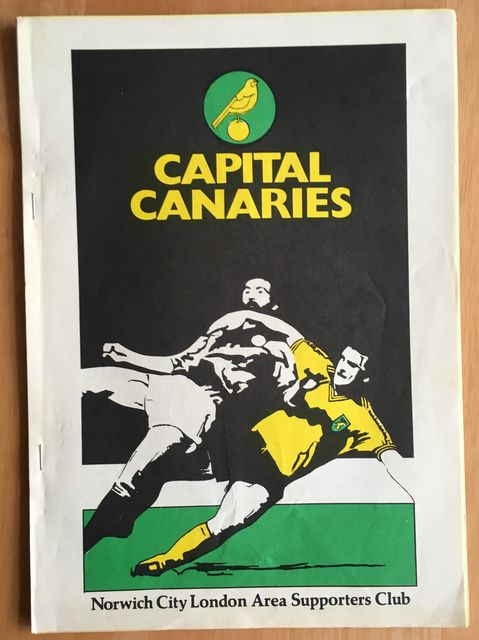 CAPITAL
CANARIES
Norwich City London Area Supporters Club